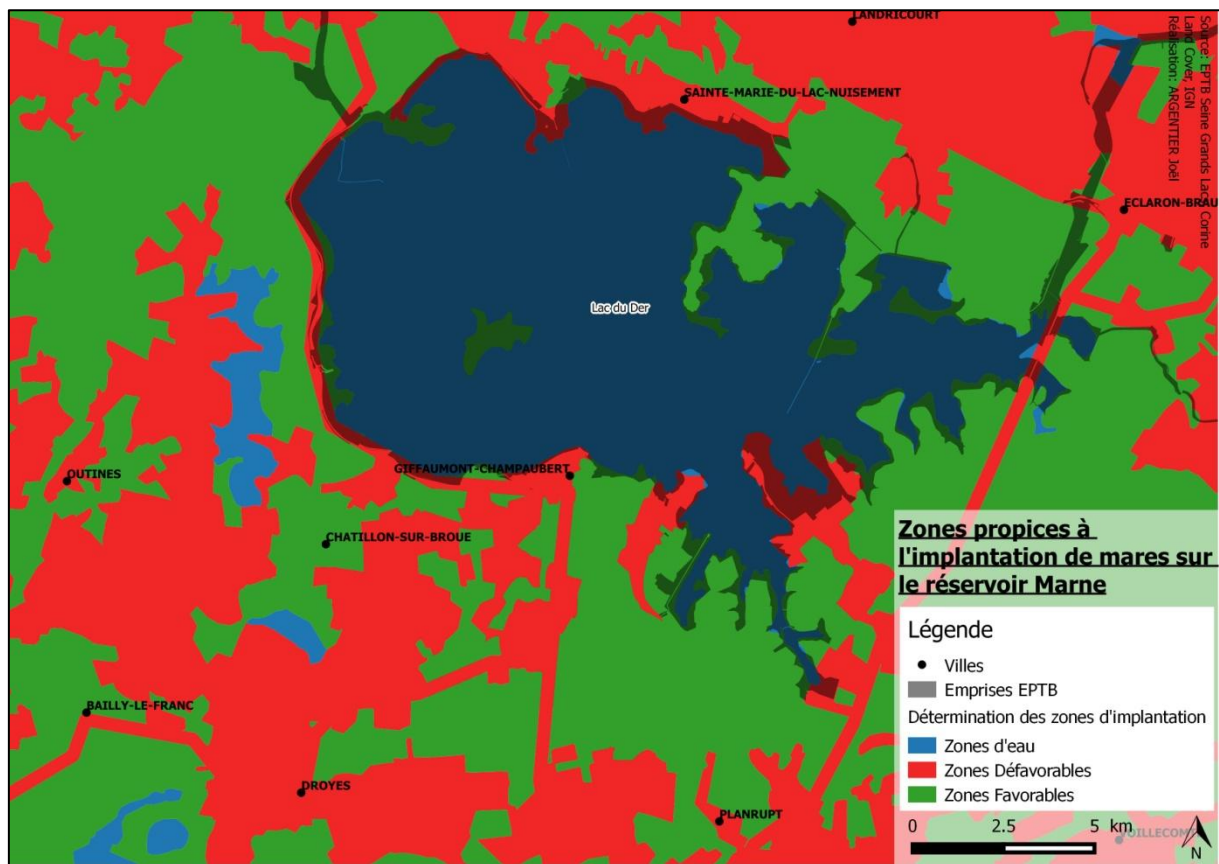 LANDRICOURT
Source: EPTB Seine Grands Lacs, Corine
Land Cover, IGN
Réalisation: ARGENTIER Joël
SAINTE-MARIE-DU-LAC-NUISEMENT
ECLARON-BRAU
Lac du Der
GIFFAUMONT-CHAMPAUBERT
OUTINES
CHATILLON-SUR-BROUE
BAILLY-LE-FRANC
DROYES
PLANRUPT
Zones propices à
l'implantation de mares sur
le réservoir Marne
Légende
Villes
Emprises EPTB
Détermination des zones d'implantation
Zones d'eau
Zones Défavorables
Zones Favorables
0 2.5 5 km
N